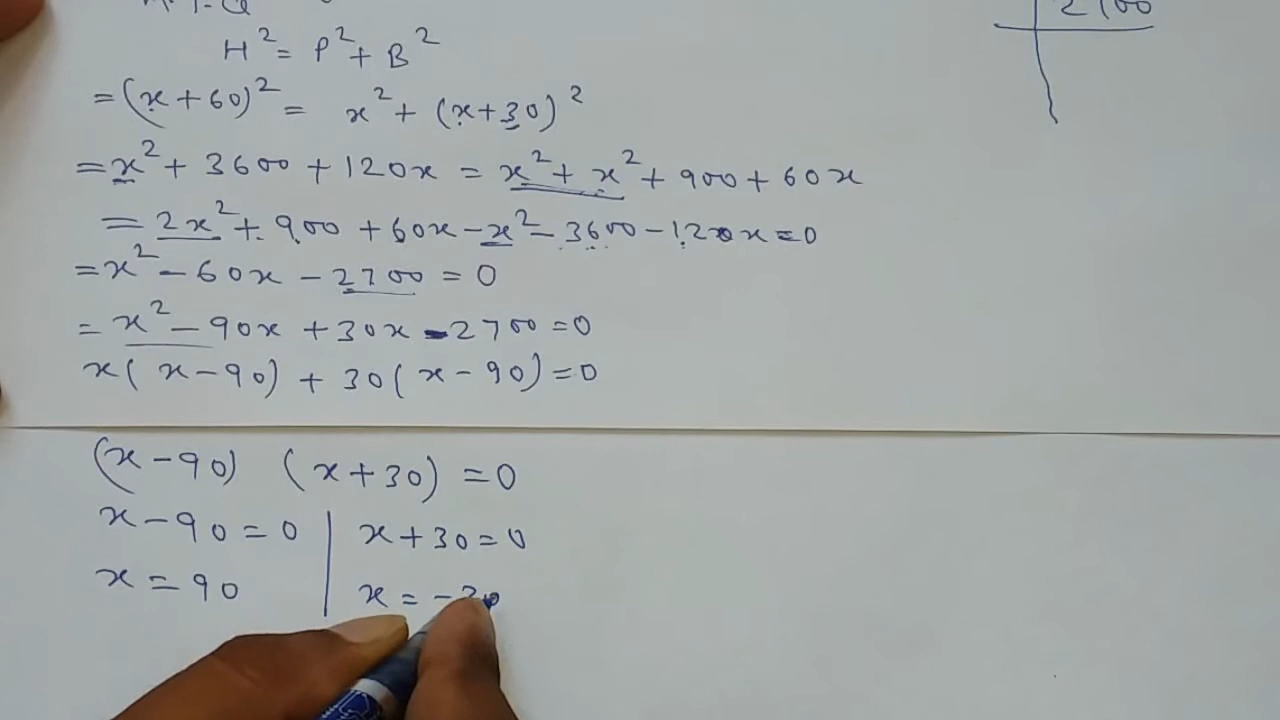 2700
H² = P² + B²
= (x+60)² = x² + (x+30)²
= x² + 3600 + 120x = x² + x² + 900 + 60x
= 2x² + 900 + 60x - x² - 3600 - 120x = 0
= x² - 60x - 2700 = 0
= x² - 90x + 30x - 2700 = 0
x(x-90) + 30(x-90) = 0
(x-90) (x+30) = 0
x-90 = 0 | x+30 = 0
x = 90 | x = -30